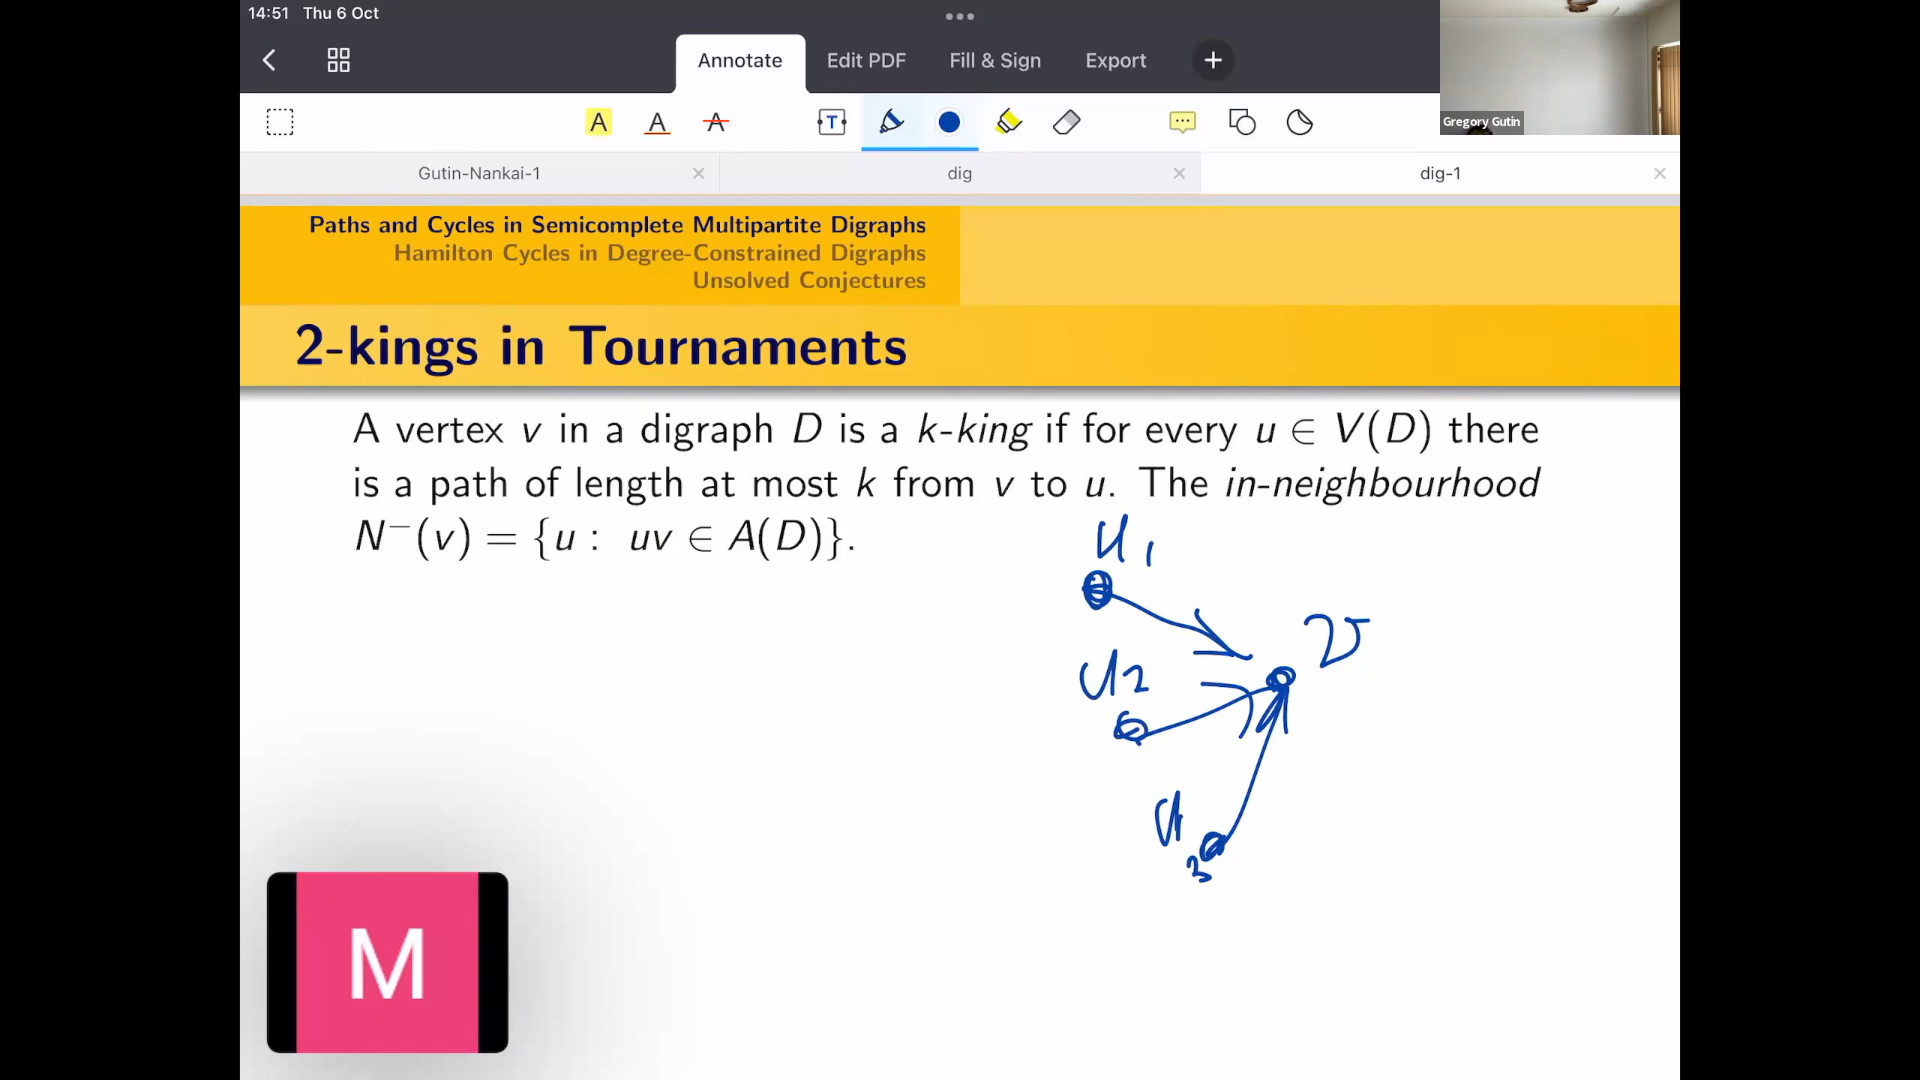 14:51 Thu 6 Oct
Annotate Edit PDF Fill & Sign Export +
A A A T
Gregory Gutin
Gutin-Nankai-1 dig dig-1
Paths and Cycles in Semicomplete Multipartite Digraphs
Hamilton Cycles in Degree-Constrained Digraphs
Unsolved Conjectures
2-kings in Tournaments
A vertex v in a digraph D is a k-king if for every u ∈ V(D) there
is a path of length at most k from v to u. The in-neighbourhood
N⁻(v) = {u : uv ∈ A(D)}.
u1
v
u2
u3
M